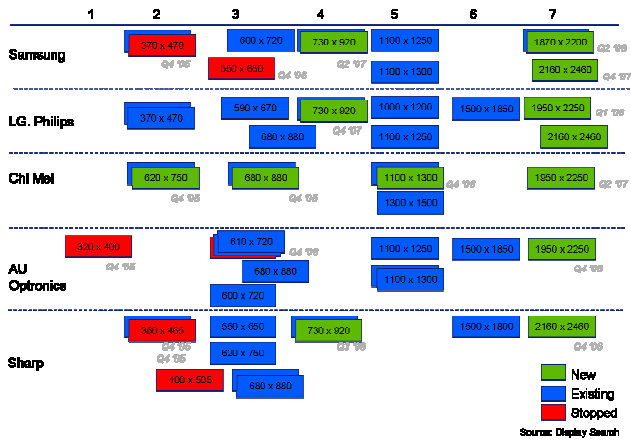 1 2 3 4 5 6 7
Samsung
370 x 470
Q4 '05
600 x 720
550 x 650
Q4 '06
730 x 920
Q2 '07
1100 x 1250
1100 x 1300
1870 x 2200
Q2 '06
2160 x 2460
Q4 '07
LG. Philips
370 x 470
590 x 670
680 x 880
730 x 920
Q4 '07
1000 x 1200
1100 x 1250
1500 x 1850
1950 x 2250
Q1 '06
2160 x 2460
Chi Mei
620 x 750
Q4 '05
680 x 880
Q4 '05
1100 x 1300
Q4 '06
1300 x 1500
1950 x 2250
Q2 '07
AU
Optronics
320 x 400
Q4 '05
610 x 720
Q4 '06
680 x 880
600 x 720
1100 x 1250
1100 x 1300
1500 x 1850
1950 x 2250
Q4 '06
Sharp
Q4 '05
400 x 505
550 x 650
620 x 750
680 x 880
730 x 920
1500 x 1800
2160 x 2460
Q4 '06
New
Existing
Stopped
Source: Display Search